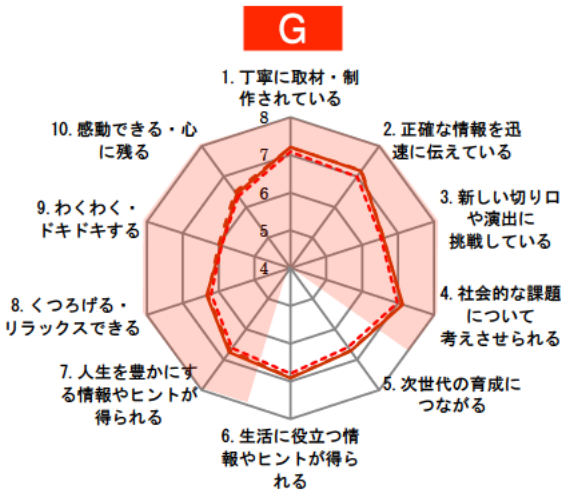 G
1. 丁寧に取材・制
作されている
2. 正確な情報を迅
速に伝えている
3. 新しい切り口
や演出に
挑戦している
4. 社会的な課題
について
考えさせられる
5. 次世代の育成に
つながる
6. 生活に役立つ情
報やヒントが得ら
れる
7. 人生を豊かにす
る情報やヒントが
得られる
8. くつろげる・
リラックスできる
9. わくわく・
ドキドキする
10. 感動できる・心
に残る
8
7
6
5
4